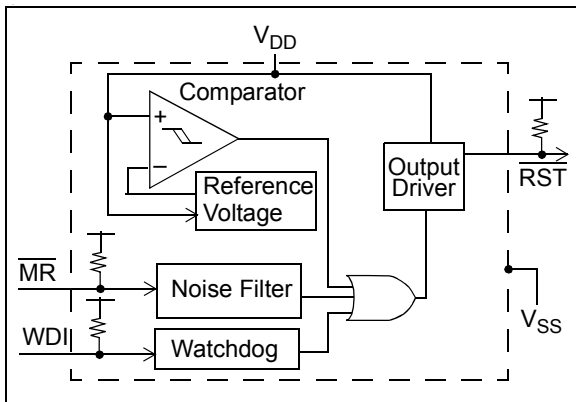 VDD
Comparator
+
−
Reference
Voltage
Output
Driver
RST
MR
Noise Filter
WDI
Watchdog
VSS